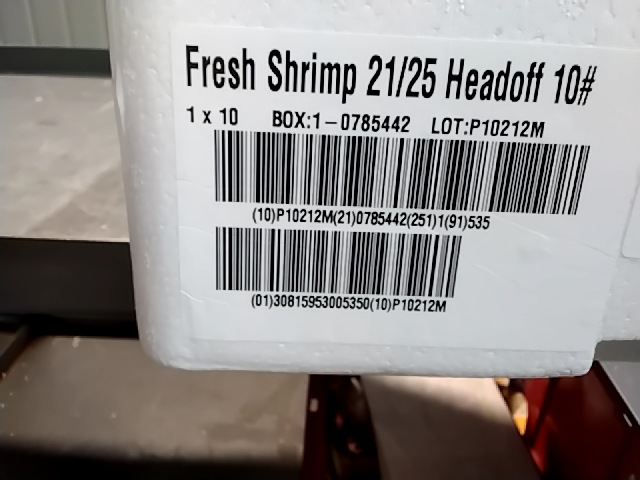 Fresh Shrimp 21/25 Headoff 10#
1 x 10 BOX:1-0785442 LOT:P10212M
(10)P10212M(21)0785442(251)1(91)535
(01)30815953005350(10)P10212M